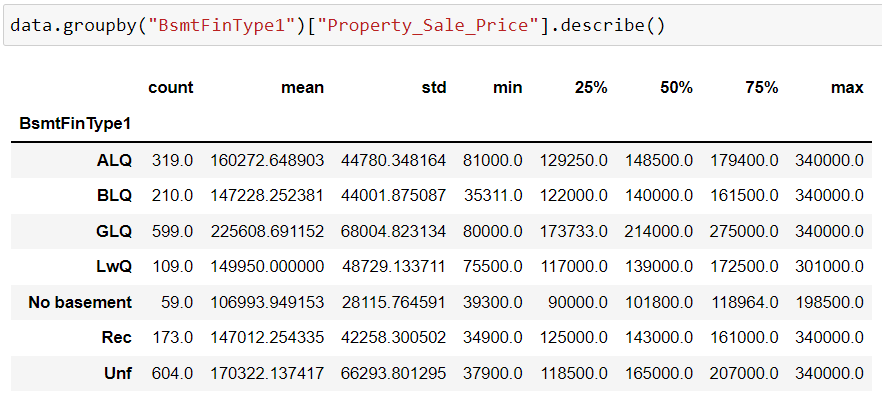 data.groupby("BsmtFinType1")["Property_Sale_Price"].describe()
count mean std min 25% 50% 75% max
BsmtFinType1
ALQ 319.0 160272.648903 44780.348164 81000.0 129250.0 148500.0 179400.0 340000.0
BLQ 210.0 147228.252381 44001.875087 35311.0 122000.0 140000.0 161500.0 340000.0
GLQ 599.0 225608.691152 68004.823134 80000.0 173733.0 214000.0 275000.0 340000.0
LwQ 109.0 149950.000000 48729.133711 75500.0 117000.0 139000.0 172500.0 301000.0
No basement 59.0 106993.949153 28115.764591 39300.0 90000.0 101800.0 118964.0 198500.0
Rec 173.0 147012.254335 42258.300502 34900.0 125000.0 143000.0 161000.0 340000.0
Unf 604.0 170322.137417 66293.801295 37900.0 118500.0 165000.0 207000.0 340000.0